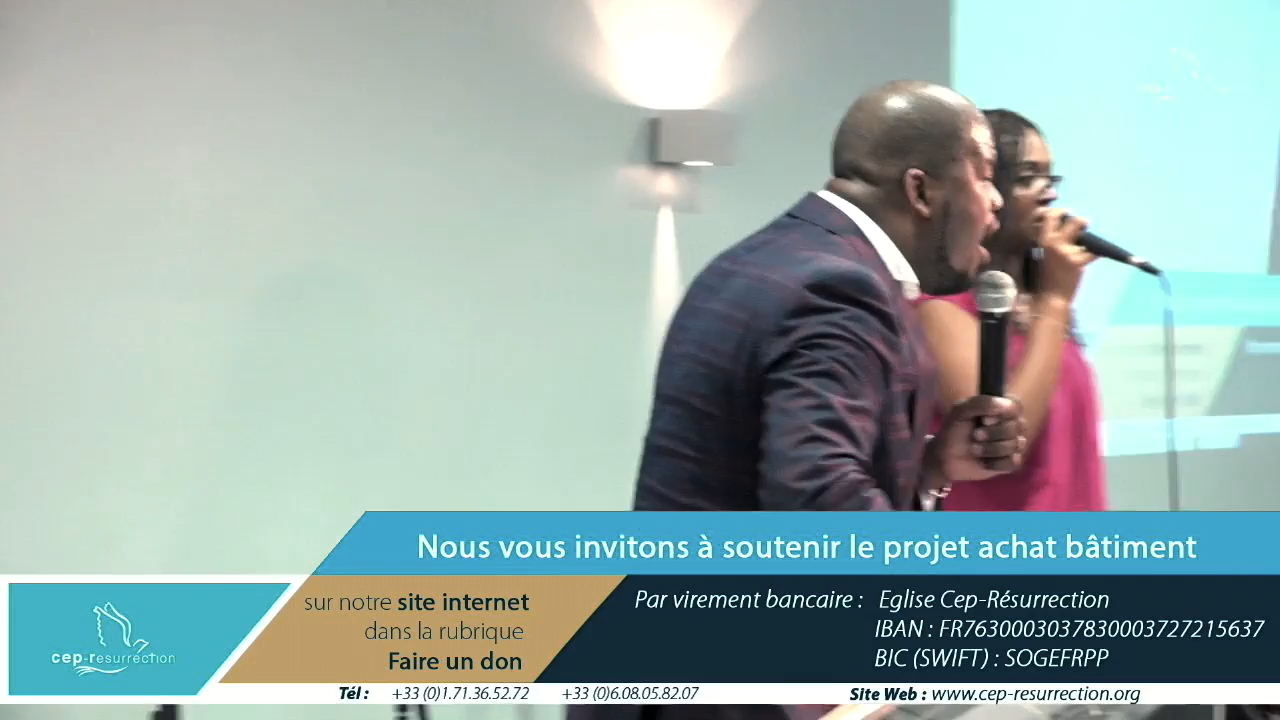 Nous vous invitons à soutenir le projet achat bâtiment
sur notre site internet
dans la rubrique
Faire un don
Par virement bancaire : Eglise Cep-Résurrection
IBAN : FR7630003037830003727215637
BIC (SWIFT) : SOGEFRPP
cep-resurrection
Tél : +33 (0)1.71.36.52.72 +33 (0)6.08.05.82.07
Site Web : www.cep-resurrection.org